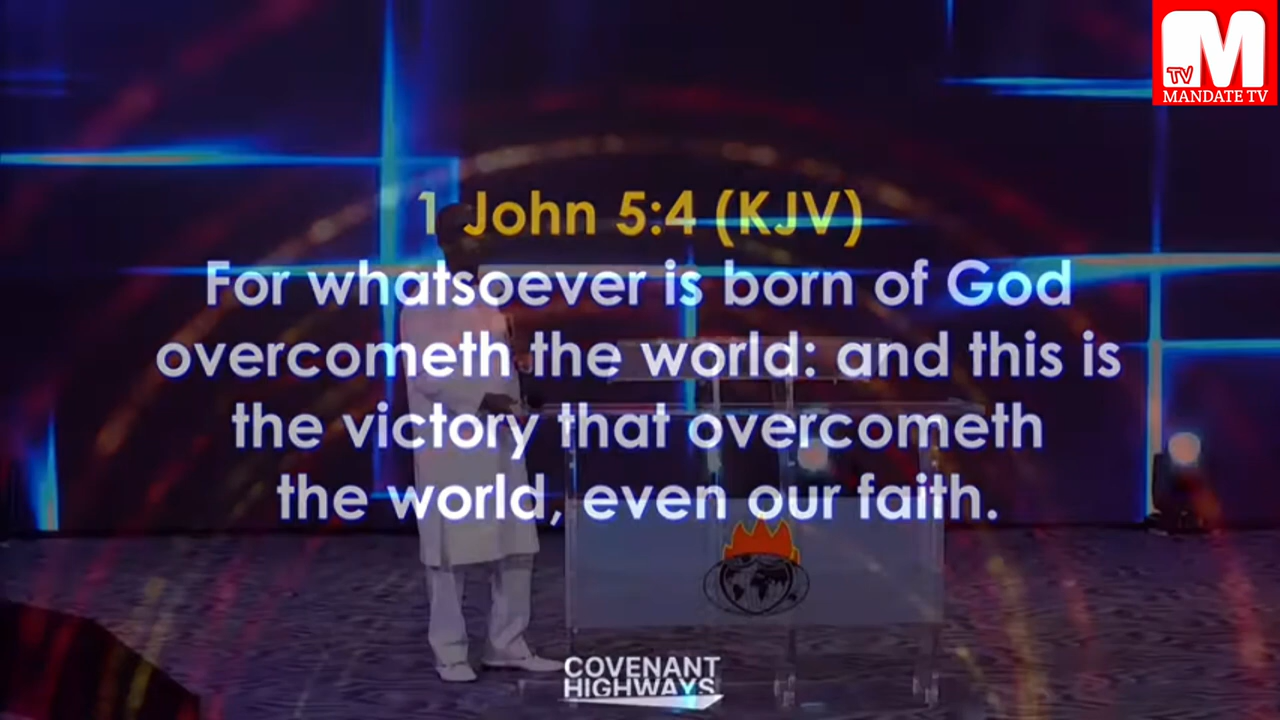 TV M
MANDATE TV
1 John 5:4 (KJV)
For whatsoever is born of God
overcometh the world: and this is
the victory that overcometh
the world, even our faith.
COVENANT
HIGHWAYS